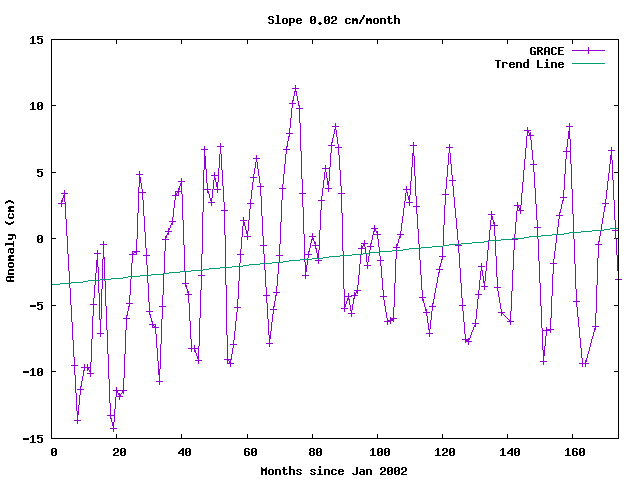 Slope 0.02 cm/month
15
GRACE
Trend Line
10
5
0
-5
-10
-15
Anomaly (cm)
0 20 40 60 80 100 120 140 160
Months since Jan 2002